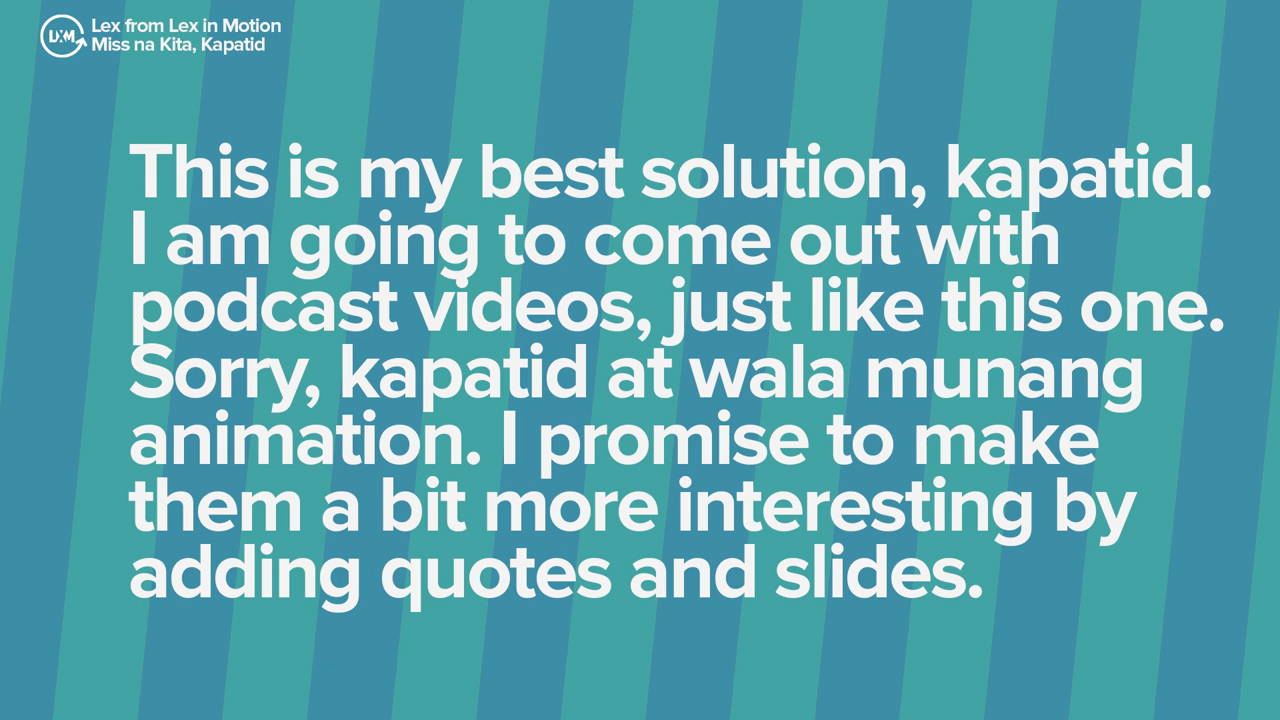 LXM
Lex from Lex in Motion
Miss na Kita, Kapatid
This is my best solution, kapatid.
I am going to come out with
podcast videos, just like this one.
Sorry, kapatid at wala munang
animation. I promise to make
them a bit more interesting by
adding quotes and slides.